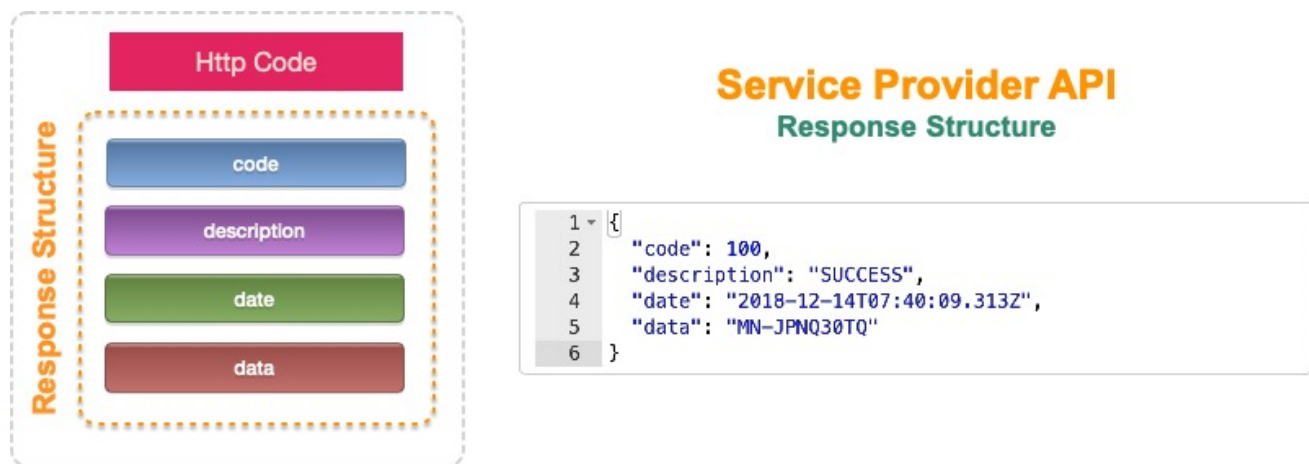 Http Code
Response Structure
code
description
date
data
Service Provider API
Response Structure
1 {
2 "code": 100,
3 "description": "SUCCESS",
4 "date": "2018-12-14T07:40:09.313Z",
5 "data": "MN-JPNQ30TQ"
6 }